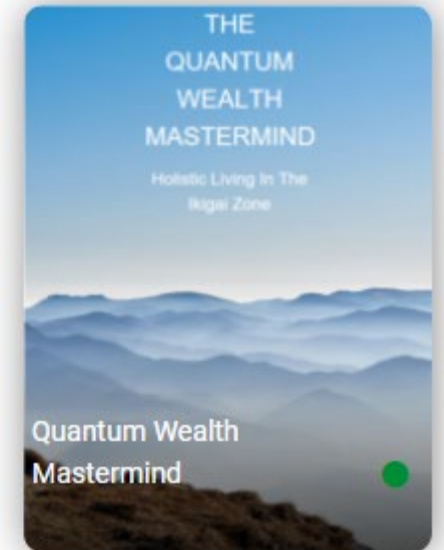 THE
QUANTUM
WEALTH
MASTERMIND
Holistic Living In The
Ikigai Zone
Quantum Wealth
Mastermind